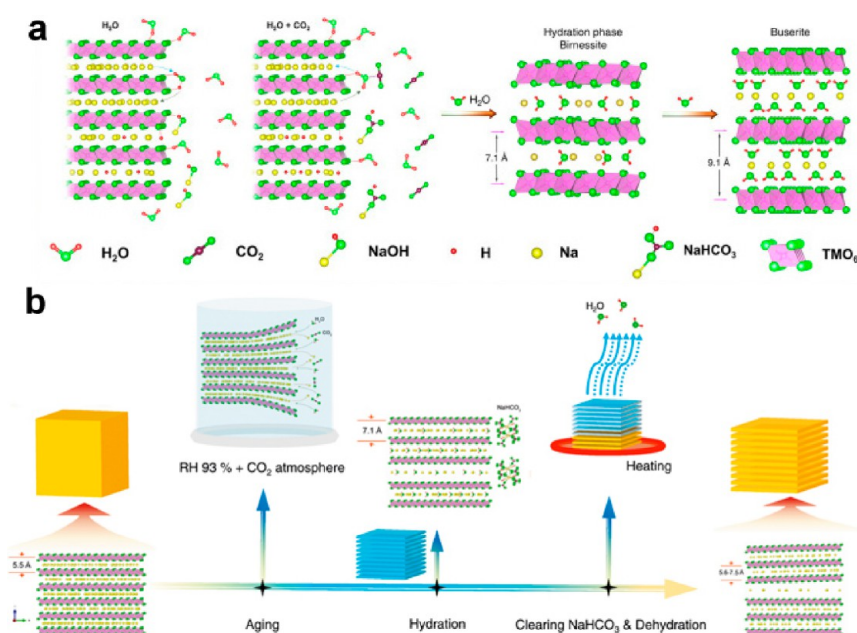 a
H₂O
H₂O + CO₂
Hydration phase
Birnessite
Buserite
H₂O
7.1 Å
9.1 Å
H₂O
CO₂
NaOH
H
Na
NaHCO₃
TMO₆
b
H₂O
CO₂
RH 93 % + CO₂ atmosphere
7.1 Å
NaHCO₃
H₂O
Heating
5.5 Å
5.6-7.5Å
Aging
Hydration
Clearing NaHCO₃ & Dehydration